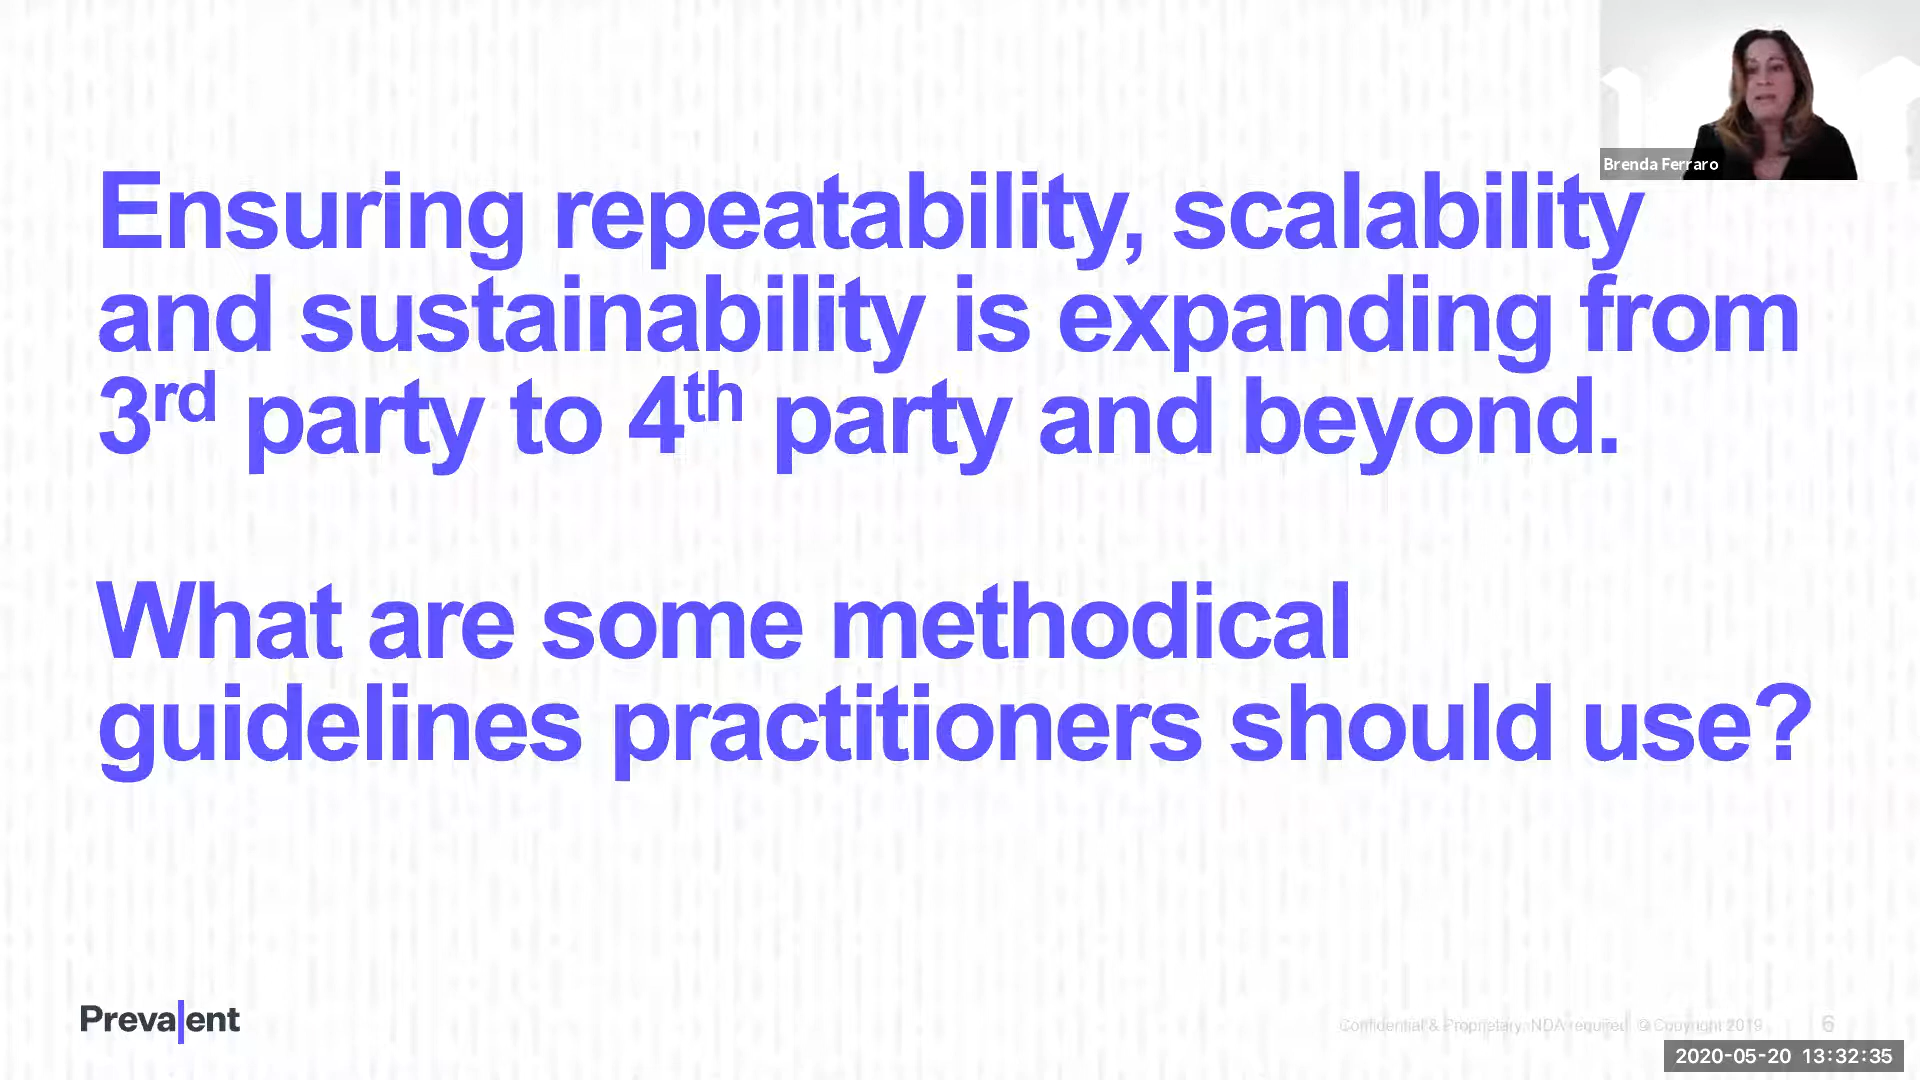 Brenda Ferraro
Ensuring repeatability, scalability
and sustainability is expanding from
3rd party to 4th party and beyond.
What are some methodical
guidelines practitioners should use?
Prevalent
Confidential & Proprietary. NDA required. © Copyright 2019 6
2020-05-20 13:32:35